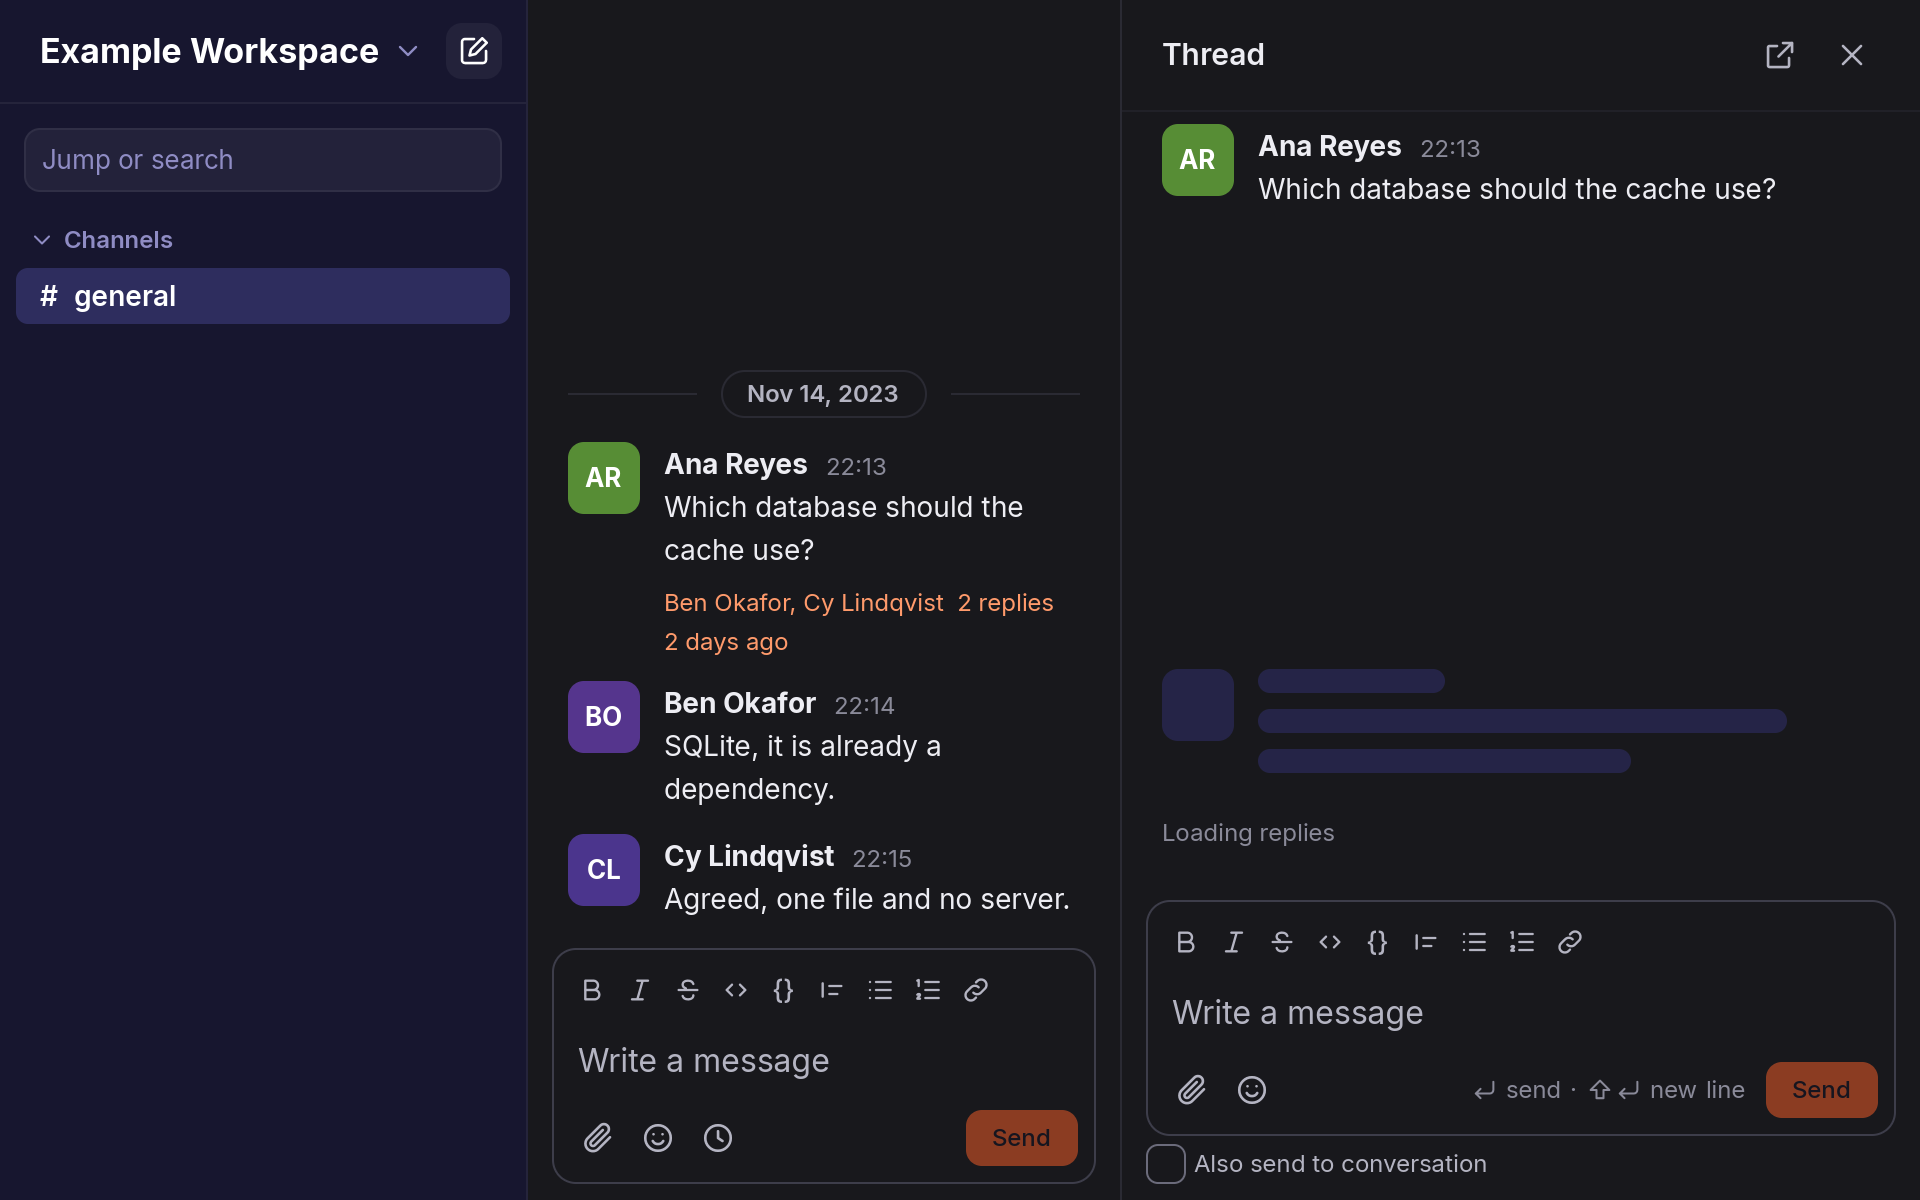 Example Workspace
Jump or search
Channels
# general
Nov 14, 2023
AR
Ana Reyes 22:13
Which database should the
cache use?
Ben Okafor, Cy Lindqvist 2 replies
2 days ago
BO
Ben Okafor 22:14
SQLite, it is already a
dependency.
CL
Cy Lindqvist 22:15
Agreed, one file and no server.
Write a message
Send
Thread
AR
Ana Reyes 22:13
Which database should the cache use?
Loading replies
Write a message
send · new line
Send
Also send to conversation